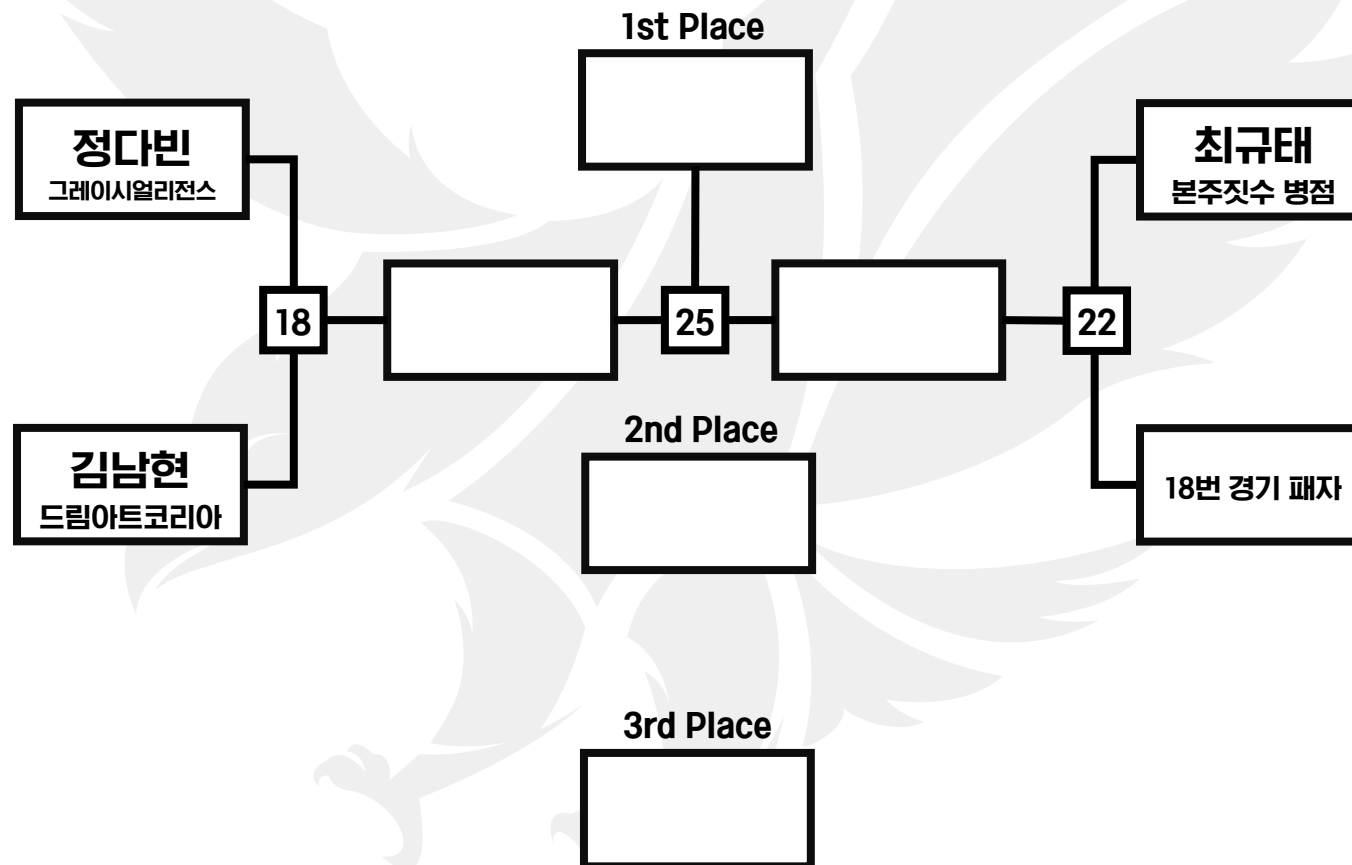 1st Place
정다빈
그레이시얼리전스
최규태
본주짓수 병점
18
25
22
김남현
드림아트코리아
2nd Place
18번 경기 패자
3rd Place